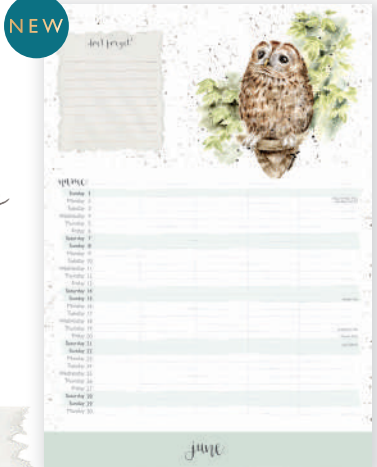 NEW
don't forget!
name
Sunday 1
Monday 2
Tuesday 3
Wednesday 4
Thursday 5
Friday 6
Saturday 7
Sunday 8
Monday 9
Tuesday 10
Wednesday 11
Thursday 12
Friday 13
Saturday 14
Sunday 15
Monday 16
Tuesday 17
Wednesday 18
Thursday 19
Friday 20
Saturday 21
Sunday 22
Monday 23
Tuesday 24
Wednesday 25
Thursday 26
Friday 27
Saturday 28
Sunday 29
Monday 30
june